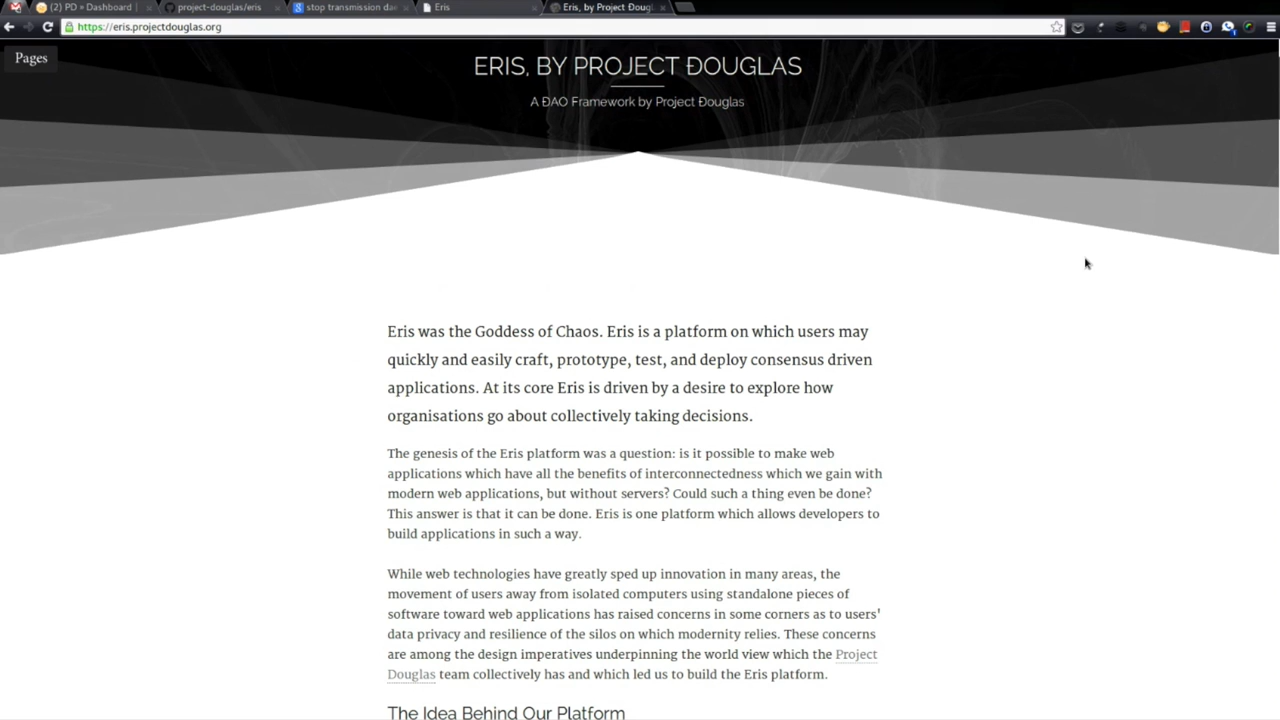 (2) PD » Dashboard |
project-douglas/eris
stop transmission da
Eris
Eris, by Project Ðougl
https://eris.projectdouglas.org
Pages
ERIS, BY PROJECT ÐOUGLAS
A ÐAO Framework by Project Ðouglas
Eris was the Goddess of Chaos. Eris is a platform on which users may
quickly and easily craft, prototype, test, and deploy consensus driven
applications. At its core Eris is driven by a desire to explore how
organisations go about collectively taking decisions.
The genesis of the Eris platform was a question: is it possible to make web
applications which have all the benefits of interconnectedness which we gain with
modern web applications, but without servers? Could such a thing even be done?
This answer is that it can be done. Eris is one platform which allows developers to
build applications in such a way.
While web technologies have greatly sped up innovation in many areas, the
movement of users away from isolated computers using standalone pieces of
software toward web applications has raised concerns in some corners as to users'
data privacy and resilience of the silos on which modernity relies. These concerns
are among the design imperatives underpinning the world view which the Project
Douglas team collectively has and which led us to build the Eris platform.
The Idea Behind Our Platform